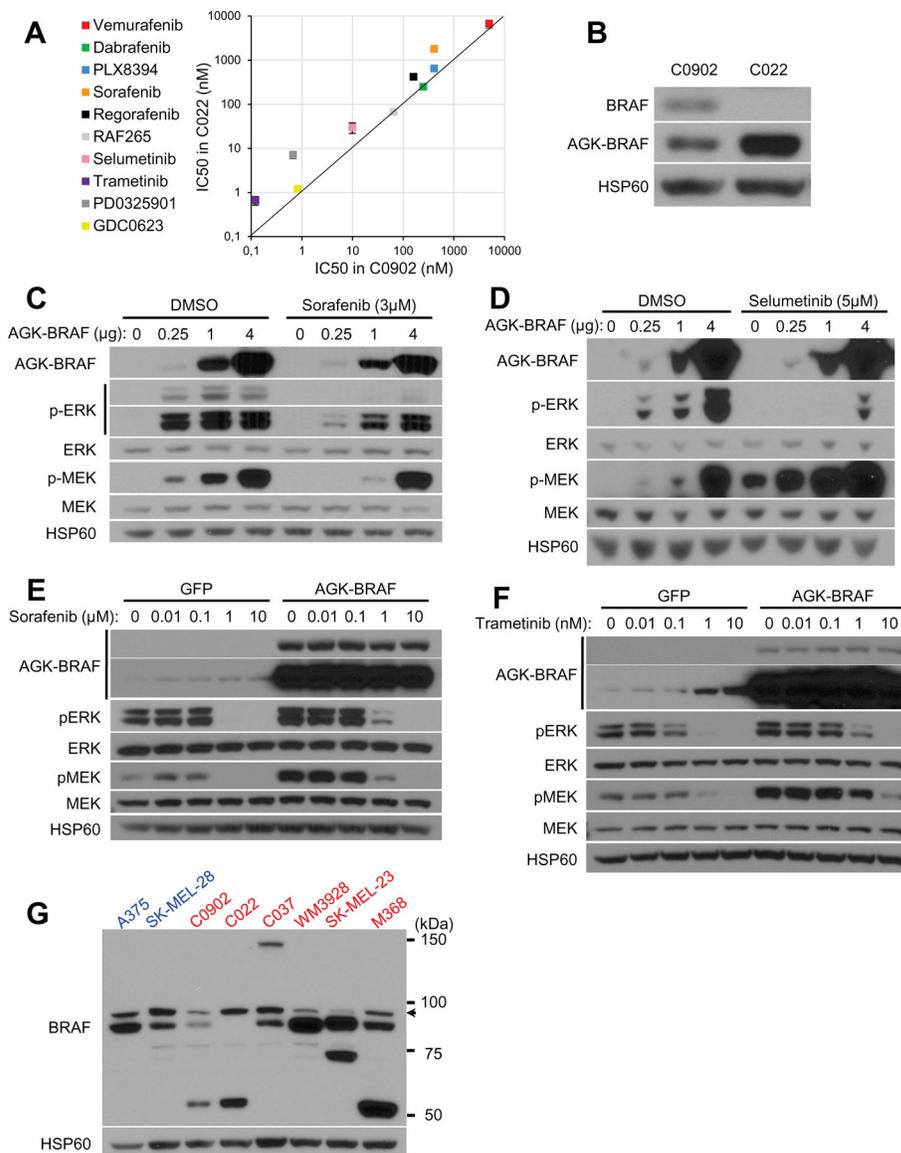 A
Vemurafenib
Dabrafenib
PLX8394
Sorafenib
Regorafenib
RAF265
Selumetinib
Trametinib
PD0325901
GDC0623
IC50 in C022 (nM)
10000
1000
100
10
1
0,1
0,1 1 10 100 1000 10000
IC50 in C0902 (nM)
B
C0902 C022
BRAF
AGK-BRAF
HSP60
C
DMSO Sorafenib (3µM)
AGK-BRAF (µg): 0 0.25 1 4 0 0.25 1 4
AGK-BRAF
p-ERK
ERK
p-MEK
MEK
HSP60
D
DMSO Selumetinib (5µM)
AGK-BRAF (µg): 0 0.25 1 4 0 0.25 1 4
AGK-BRAF
p-ERK
ERK
p-MEK
MEK
HSP60
E
GFP AGK-BRAF
Sorafenib (µM): 0 0.01 0.1 1 10 0 0.01 0.1 1 10
AGK-BRAF
pERK
ERK
pMEK
MEK
HSP60
F
GFP AGK-BRAF
Trametinib (nM): 0 0.01 0.1 1 10 0 0.01 0.1 1 10
AGK-BRAF
pERK
ERK
pMEK
MEK
HSP60
G
A375 SK-MEL-28 C0902 C022 C037 WM3928 SK-MEL-23 M368
(kDa)
150
100
BRAF
75
50
HSP60